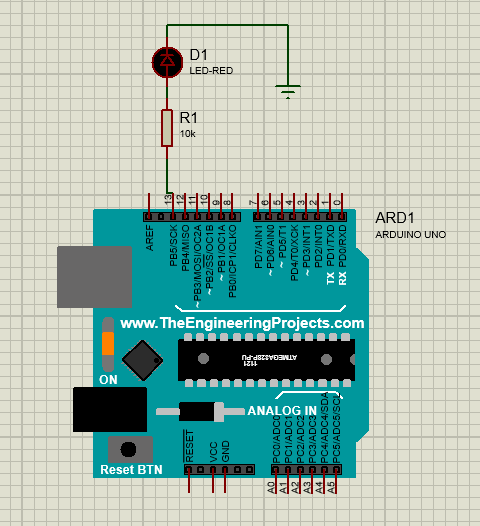 D1
LED-RED
R1
10k
13
12
11
10
9
8
7
6
5
4
3
2
1
0
ARD1
ARDUINO UNO
AREF
PB5/SCK
PB4/MISO
~PB3/MOSI/OC2A
~PB2/SS/OC1B
~PB1/OC1A
PB0/ICP1/CLKO
PD7/AIN1
~PD6/AIN0
~PD5/T1
PD4/T0/XCK
~PD3/INT1
PD2/INT0
TX PD1/TXD
RX PD0/RXD
www.TheEngineeringProjects.com
1121
ATMEGA328P-PU
ON
ANALOG IN
Reset BTN
RESET
VCC
GND
PC0/ADC0
PC1/ADC1
PC2/ADC2
PC3/ADC3
PC4/ADC4/SDA
PC5/ADC5/SCL
A0
A1
A2
A3
A4
A5